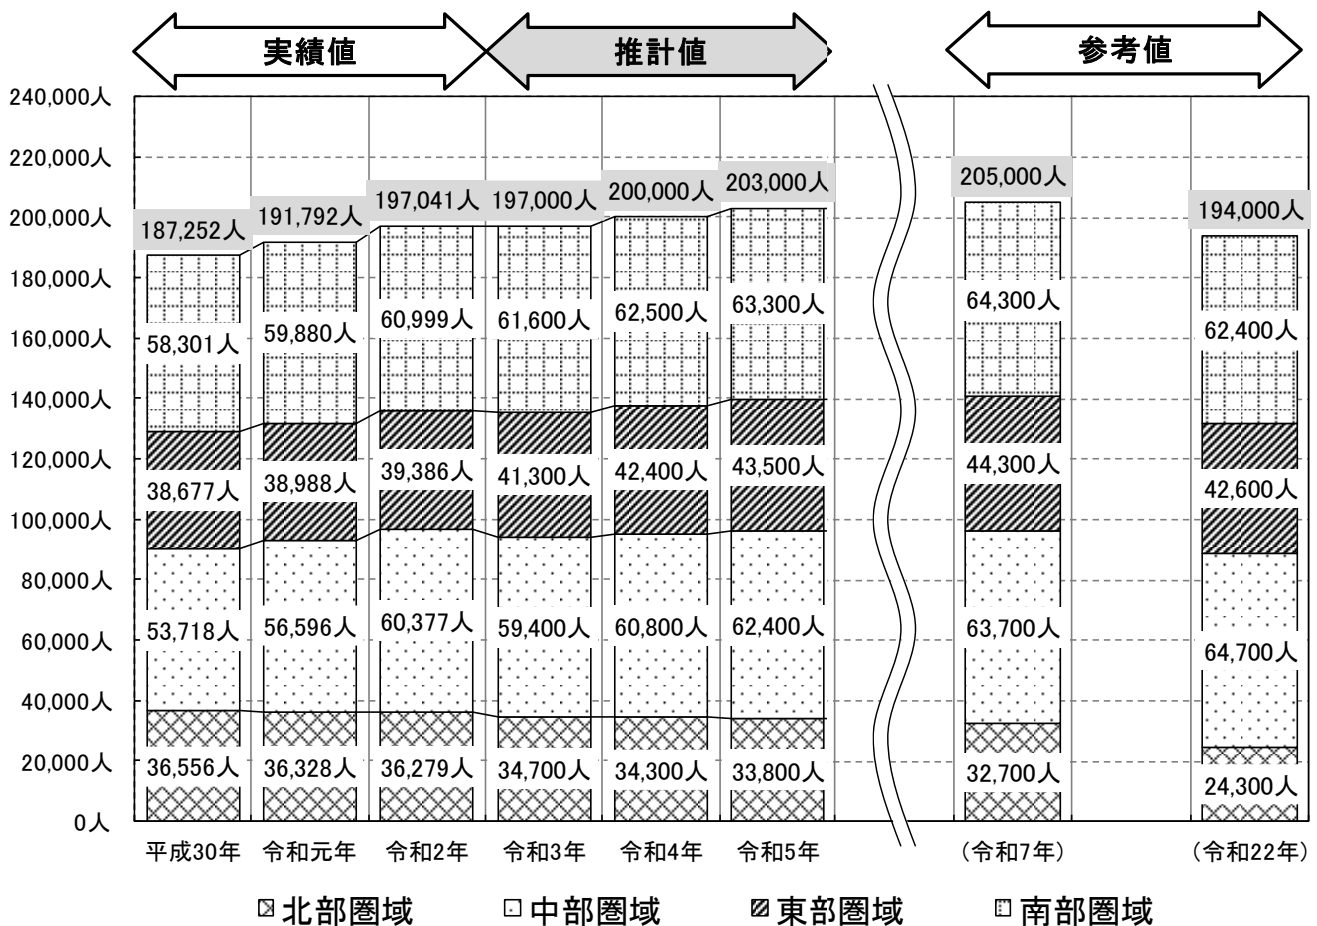 実績値 推計値 参考値
240,000人
220,000人
200,000人
180,000人
160,000人
140,000人
120,000人
100,000人
80,000人
60,000人
40,000人
20,000人
0人
187,252人 191,792人 197,041人 197,000人 200,000人 203,000人 205,000人 194,000人
58,301人 59,880人 60,999人 61,600人 62,500人 63,300人 64,300人 62,400人
38,677人 38,988人 39,386人 41,300人 42,400人 43,500人 44,300人 42,600人
53,718人 56,596人 60,377人 59,400人 60,800人 62,400人 63,700人 64,700人
36,556人 36,328人 36,279人 34,700人 34,300人 33,800人 32,700人 24,300人
平成30年 令和元年 令和2年 令和3年 令和4年 令和5年 (令和7年) (令和22年)
北部圏域 中部圏域 東部圏域 南部圏域